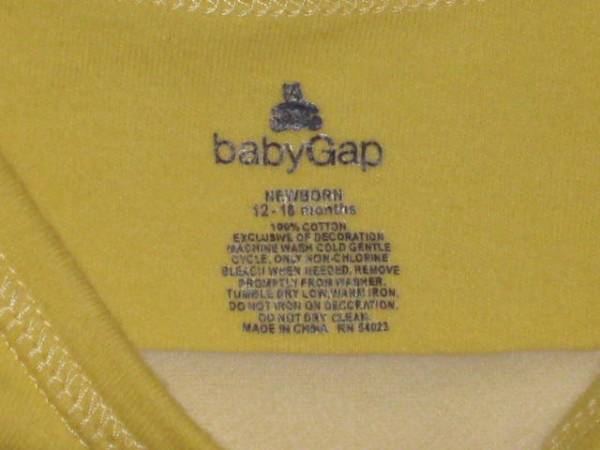 babyGap
NEWBORN
12-18 months
100% COTTON
EXCLUSIVE OF DECORATION
MACHINE WASH COLD GENTLE
CYCLE, ONLY NON-CHLORINE
BLEACH WHEN NEEDED, REMOVE
PROMPTLY FROM WASHER.
TUMBLE DRY LOW, WARM IRON,
DO NOT IRON ON DECORATION.
DO NOT DRY CLEAN.
MADE IN CHINA RN 54023